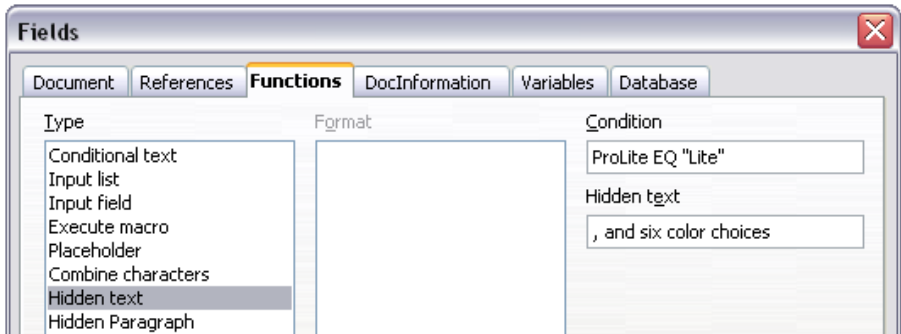 Fields
Document References Functions DocInformation Variables Database
Type Format Condition
Conditional text
ProLite EQ "Lite"
Input list
Input field
Hidden text
Execute macro
, and six color choices
Placeholder
Combine characters
Hidden text
Hidden Paragraph